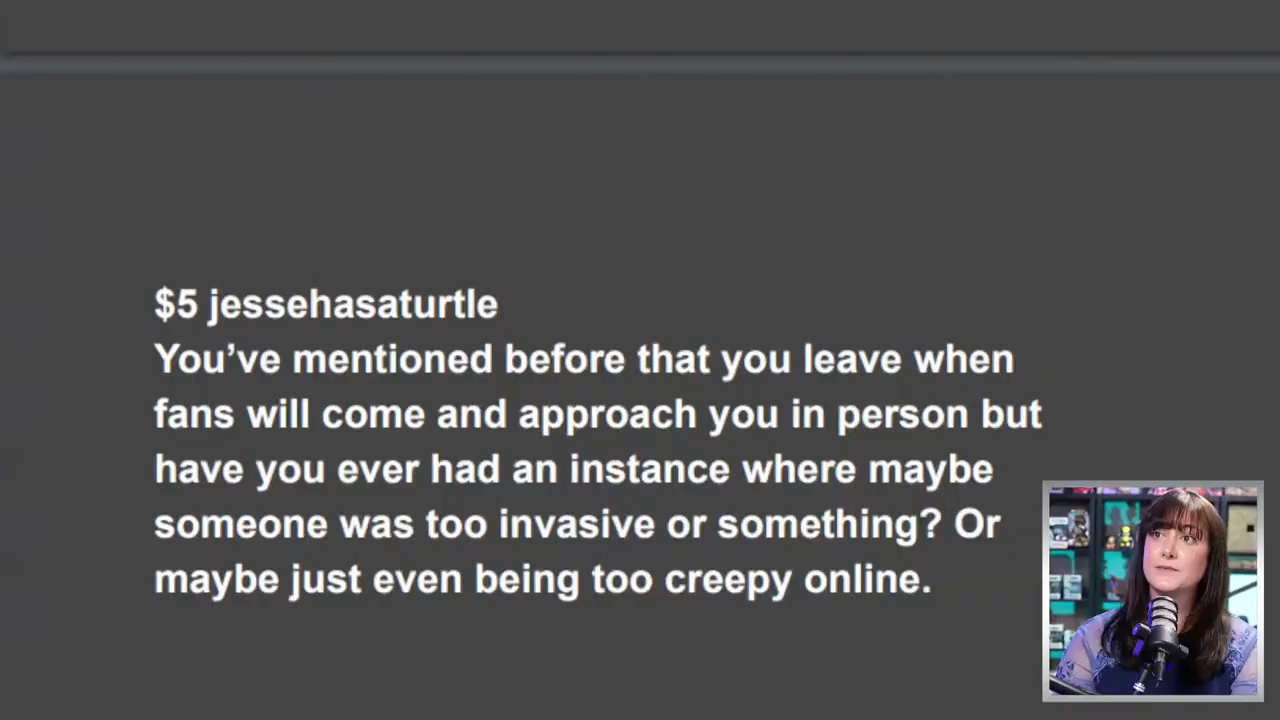 $5 jessehasaturtle
You’ve mentioned before that you leave when
fans will come and approach you in person but
have you ever had an instance where maybe
someone was too invasive or something? Or
maybe just even being too creepy online.